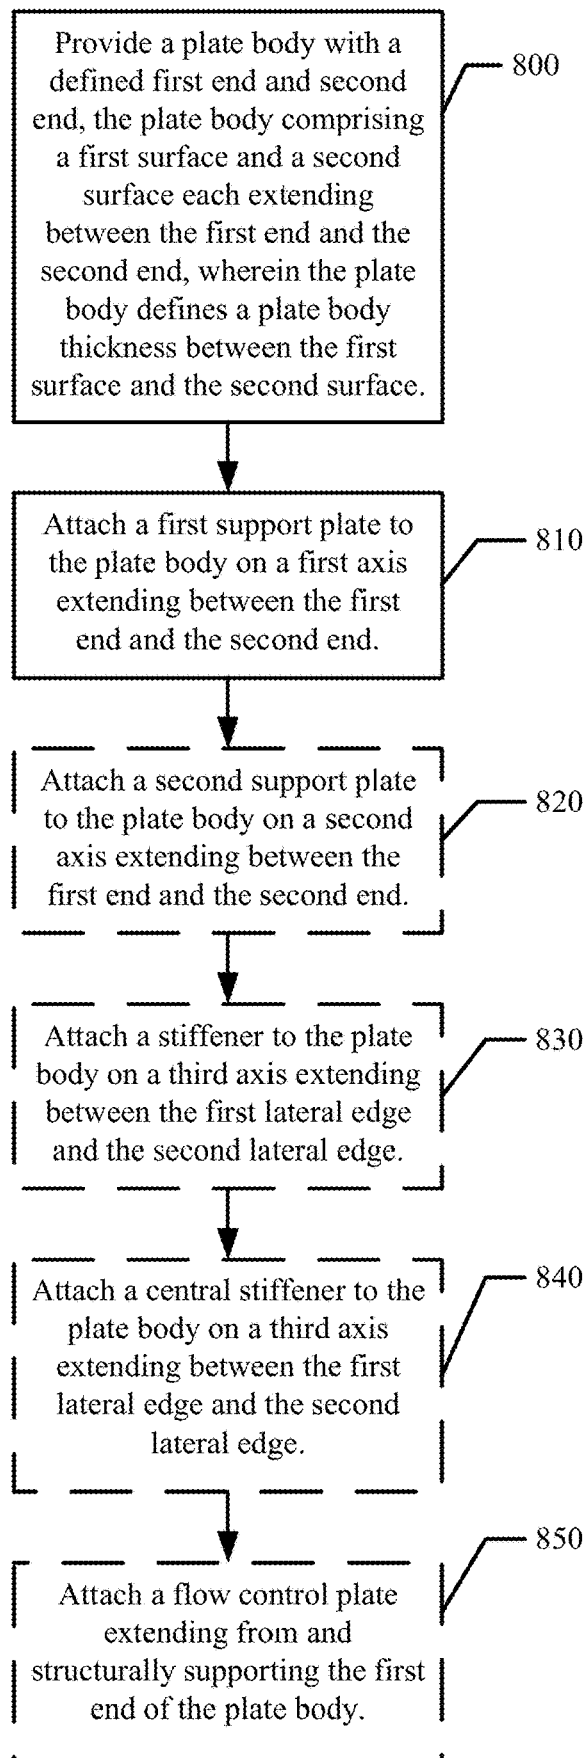 Provide a plate body with a
defined first end and second
end, the plate body comprising
a first surface and a second
surface each extending
between the first end and the
second end, wherein the plate
body defines a plate body
thickness between the first
surface and the second surface.
800
Attach a first support plate to
the plate body on a first axis
extending between the first
end and the second end.
810
Attach a second support plate
to the plate body on a second
axis extending between the
first end and the second end.
820
Attach a stiffener to the plate
body on a third axis extending
between the first lateral edge
and the second lateral edge.
830
Attach a central stiffener to the
plate body on a third axis
extending between the first
lateral edge and the second
lateral edge.
840
Attach a flow control plate
extending from and
structurally supporting the first
end of the plate body.
850